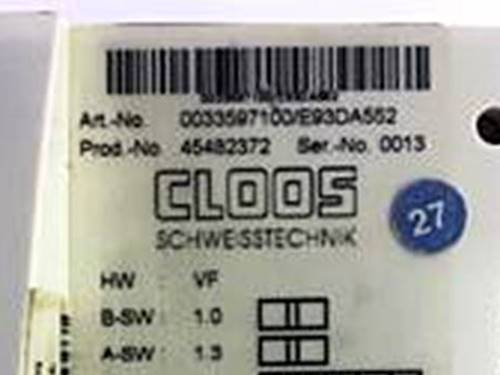 Art.-No. 0033597100/E93DA552
Prod.-No 45482372 Ser.-No. 0013
CLOOS
SCHWEISSTECHNIK
27
HW : VF
B-SW : 1.0
A-SW : 1.3